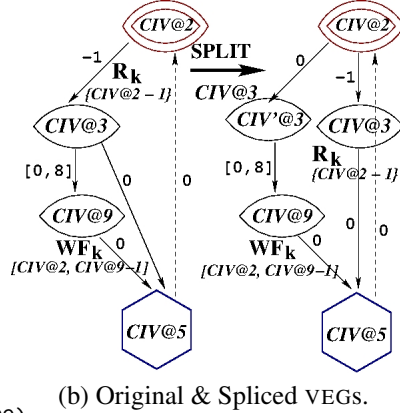 CIV@2 CIV@2
SPLIT
-1 0
R_k CIV@3 -1
{CIV@2-1}
CIV@3 CIV'@3 CIV@3
R_k
[0,8] 0 0 [0,8] {CIV@2-1}
CIV@9 CIV@9 0 0
WF_k 0 WF_k 0
[CIV@2, CIV@9-1] [CIV@2, CIV@9-1]
CIV@5 CIV@5
(b) Original & Spliced VEGs.